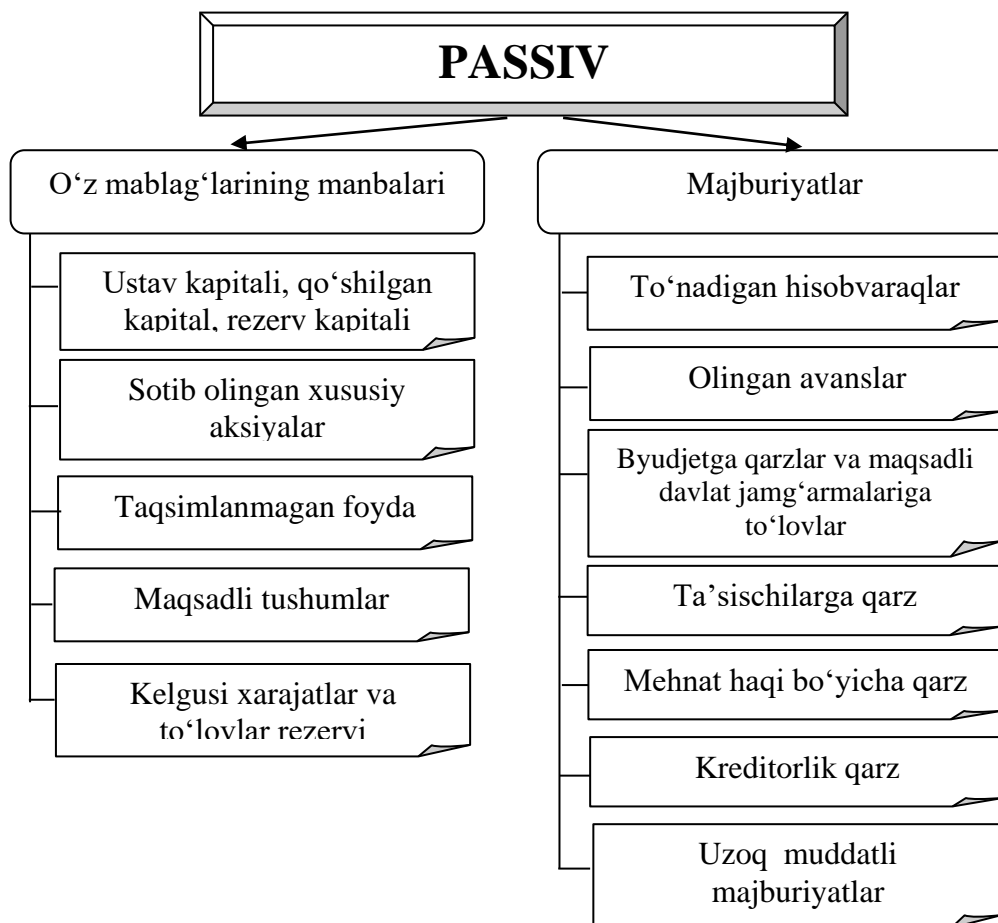 PASSIV
O‘z mablag‘larining manbalari
Ustav kapitali, qo‘shilgan
kapital, rezerv kapitali
Sotib olingan xususiy
aksiyalar
Taqsimlanmagan foyda
Maqsadli tushumlar
Kelgusi xarajatlar va
to‘lovlar rezervi
Majburiyatlar
To‘nadigan hisobvaraqlar
Olingan avanslar
Byudjetga qarzlar va maqsadli
davlat jamg‘armalariga
to‘lovlar
Ta’sischilarga qarz
Mehnat haqi bo‘yicha qarz
Kreditorlik qarz
Uzoq muddatli
majburiyatlar